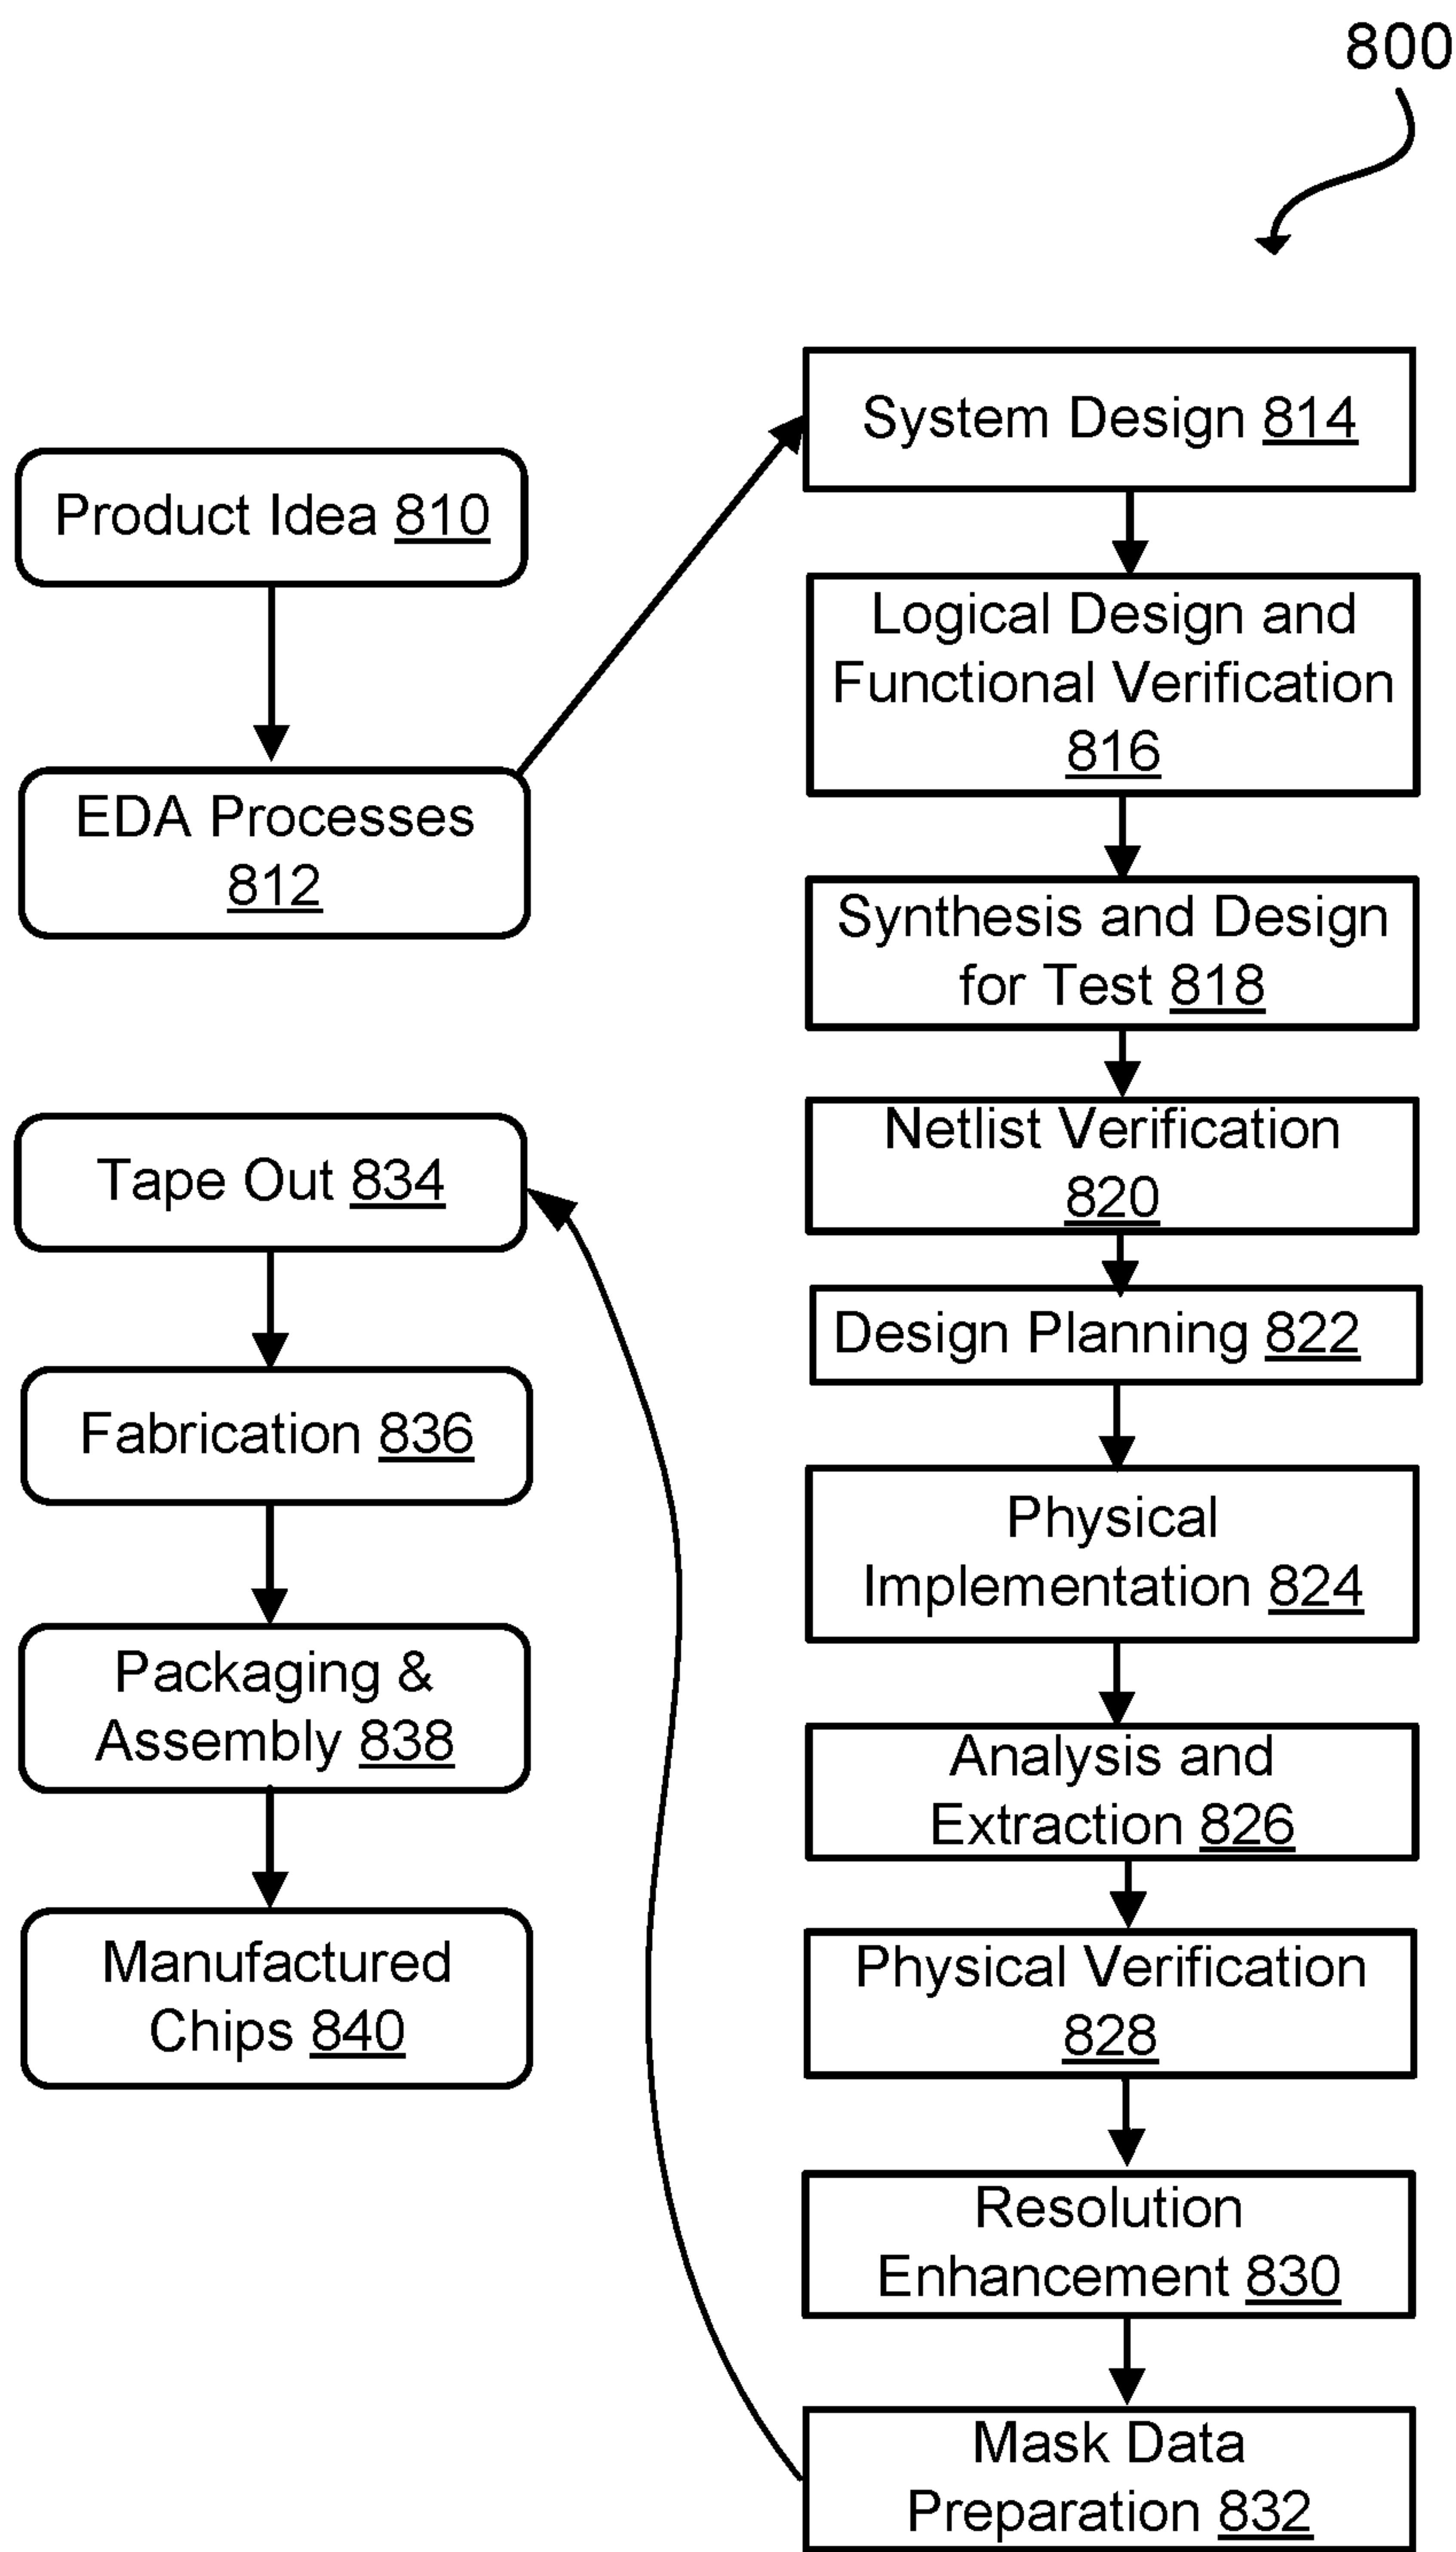 800
Product Idea 810
EDA Processes
812
System Design 814
Logical Design and
Functional Verification
816
Synthesis and Design
for Test 818
Netlist Verification
820
Design Planning 822
Physical
Implementation 824
Analysis and
Extraction 826
Physical Verification
828
Resolution
Enhancement 830
Mask Data
Preparation 832
Tape Out 834
Fabrication 836
Packaging &
Assembly 838
Manufactured
Chips 840